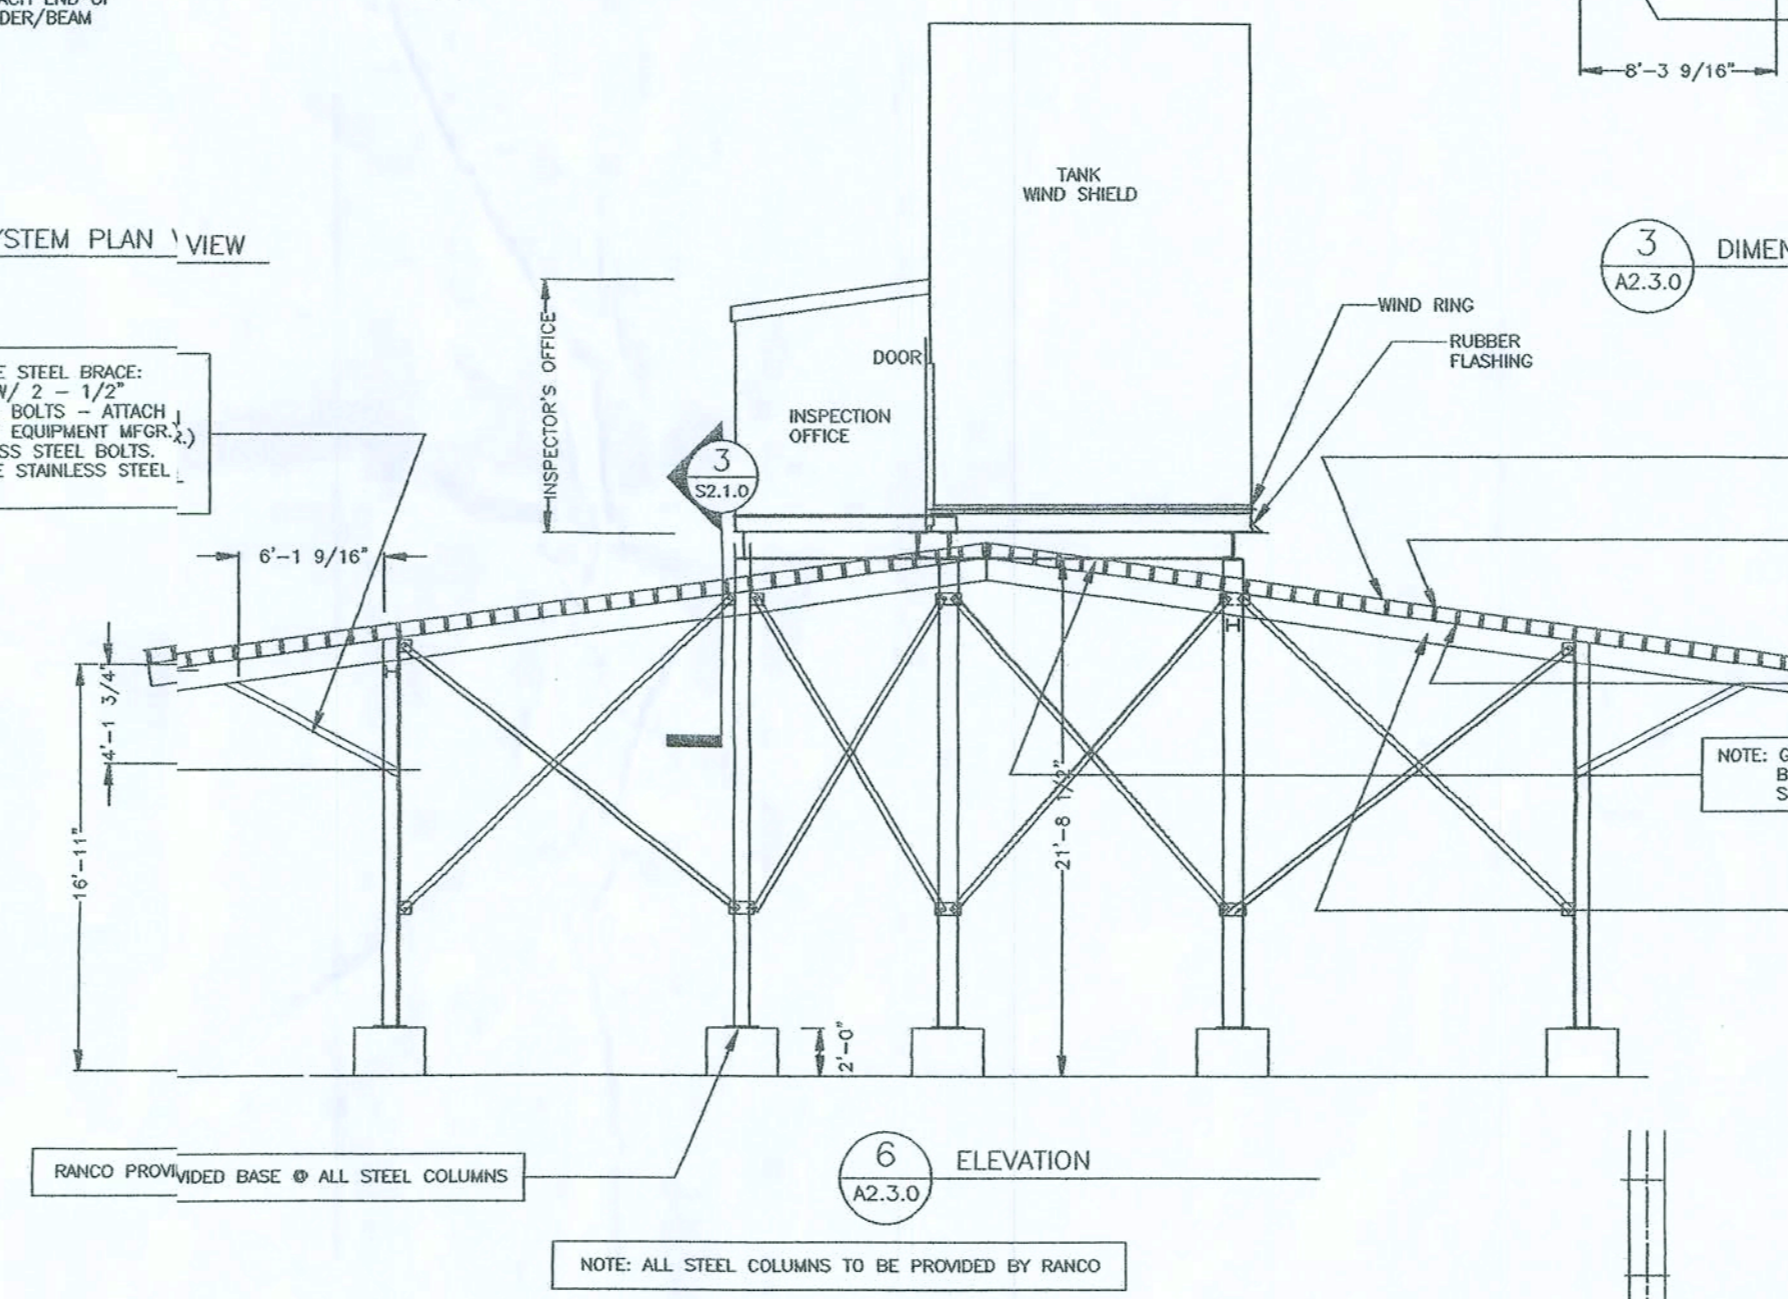 DER/BEAM
8'-3 9/16"
TANK
WIND SHIELD
YSTEM PLAN VIEW
3
A2.3.0
DIMEN
WIND RING
RUBBER
FLASHING
INSPECTOR'S OFFICE
DOOR
INSPECTION
OFFICE
3
S2.1.0
E STEEL BRACE:
W/ 2 - 1/2"
BOLTS - ATTACH
EQUIPMENT MFGR.
SS STEEL BOLTS.
E STAINLESS STEEL
6'-1 9/16"
4'-1 3/4"
16'-11"
21'-8 1/2"
2'-0"
NOTE: G
B
S
RANCO PROVIVIDED BASE @ ALL STEEL COLUMNS
6
A2.3.0
ELEVATION
NOTE: ALL STEEL COLUMNS TO BE PROVIDED BY RANCO